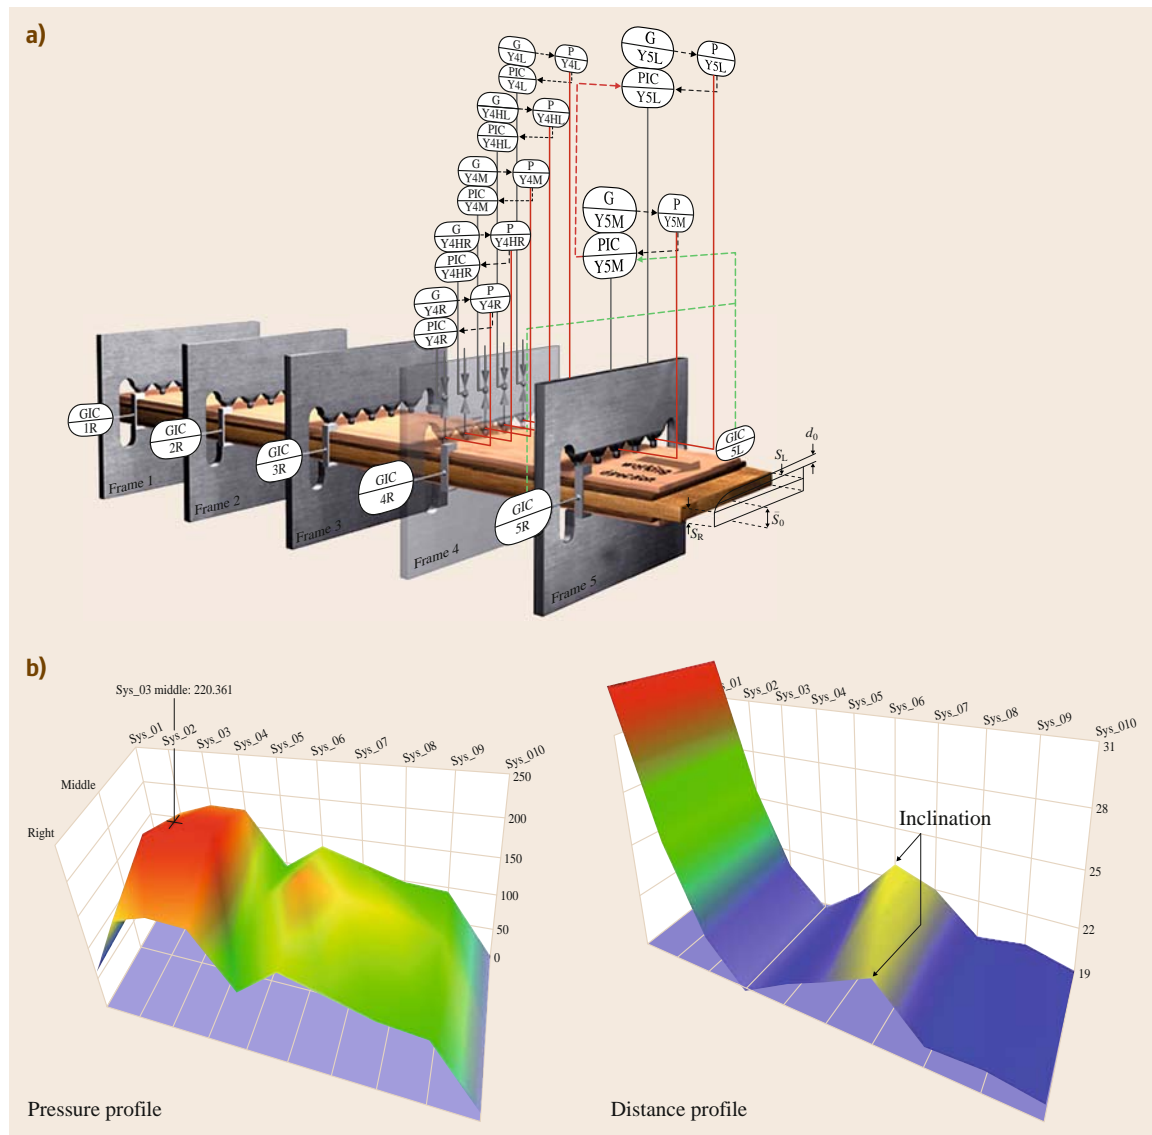 a)
G
Y4L
P
Y4L
PIC
Y4L
G
Y4HL
P
Y4HL
PIC
Y4HL
G
Y4M
P
Y4M
PIC
Y4M
G
Y4HR
P
Y4HR
PIC
Y4HR
G
Y4R
P
Y4R
PIC
Y4R
G
Y5L
P
Y5L
PIC
Y5L
G
Y5M
P
Y5M
PIC
Y5M
GIC
1R
GIC
2R
GIC
3R
GIC
4R
GIC
5R
GIC
5L
Frame 1
Frame 2
Frame 3
Frame 4
Frame 5
working
direction
d0
SL
S̄0
SR
b)
Sys_03 middle: 220.361
Sys_01
Sys_02
Sys_03
Sys_04
Sys_05
Sys_06
Sys_07
Sys_08
Sys_09
Sys_010
Middle
Right
250
200
150
100
50
0
Pressure profile
s_01
Sys_02
Sys_03
Sys_04
Sys_05
Sys_06
Sys_07
Sys_08
Sys_09
Sys_010
31
28
25
22
19
Inclination
Distance profile